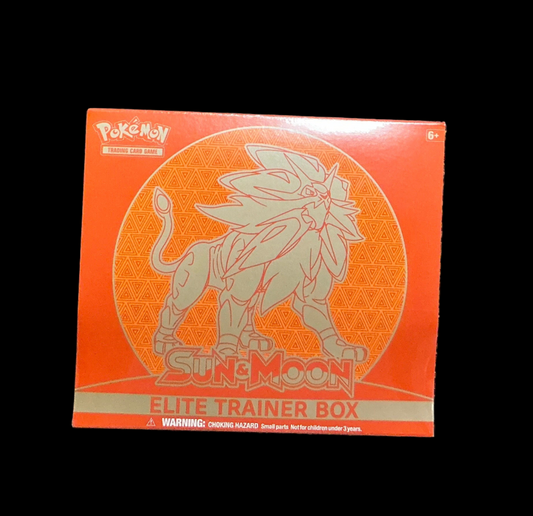 POKéMON
TRADING CARD GAME
6+
SUN & MOON
ELITE TRAINER BOX
⚠ WARNING: CHOKING HAZARD Small parts Not for children under 3 years.